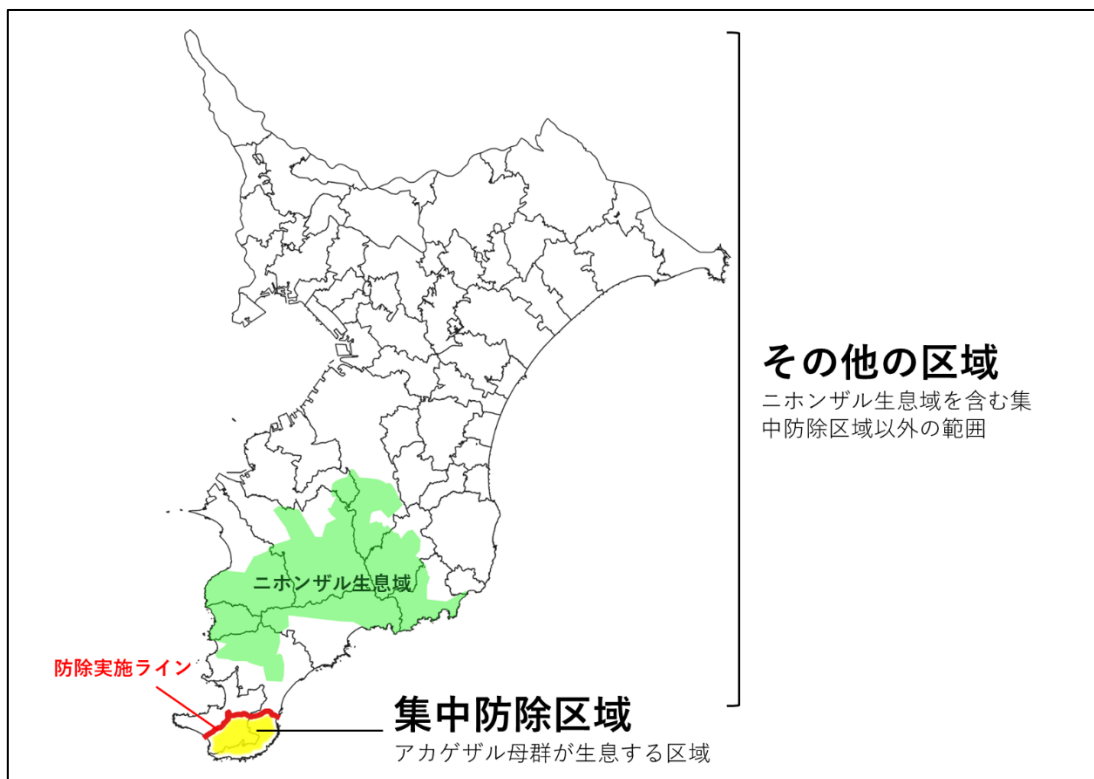 その他の区域
ニホンザル生息域を含む集
中防除区域以外の範囲
ニホンザル生息域
防除実施ライン
集中防除区域
アカゲザル母群が生息する区域